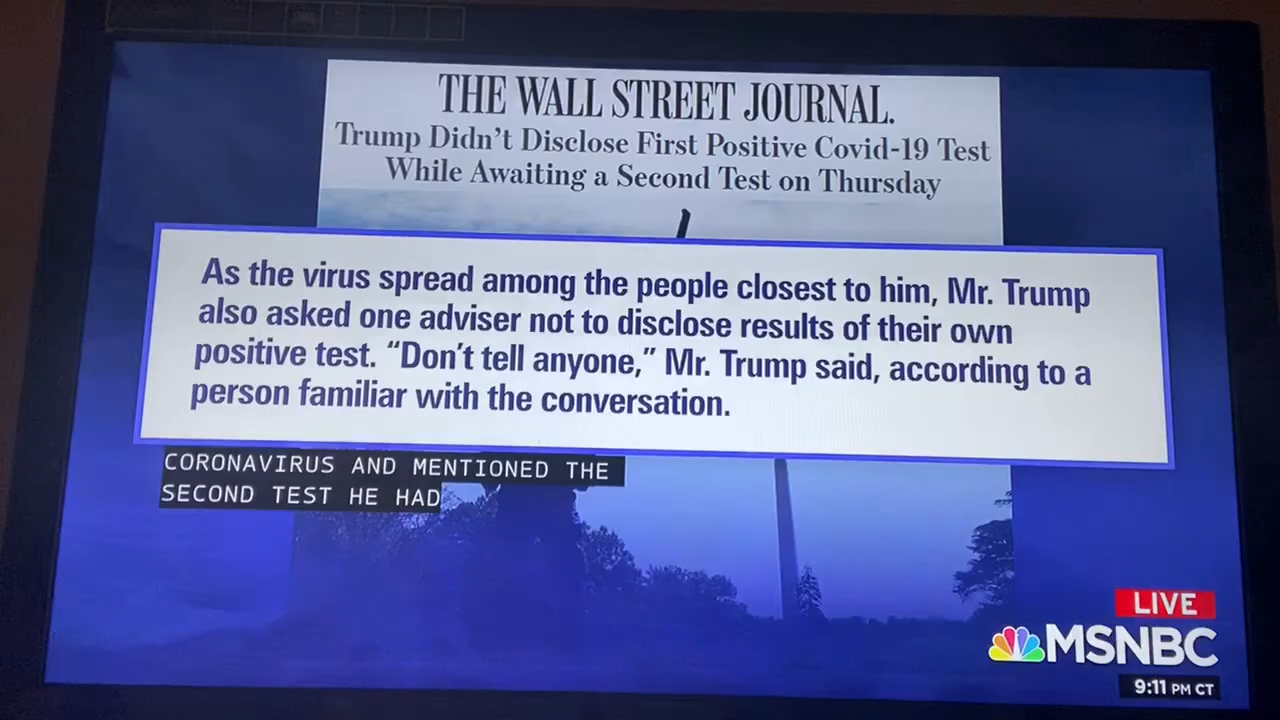 THE WALL STREET JOURNAL.
Trump Didn't Disclose First Positive Covid-19 Test
While Awaiting a Second Test on Thursday
As the virus spread among the people closest to him, Mr. Trump
also asked one adviser not to disclose results of their own
positive test. “Don't tell anyone,” Mr. Trump said, according to a
person familiar with the conversation.
CORONAVIRUS AND MENTIONED THE
SECOND TEST HE HAD
LIVE
MSNBC
9:11 PM CT